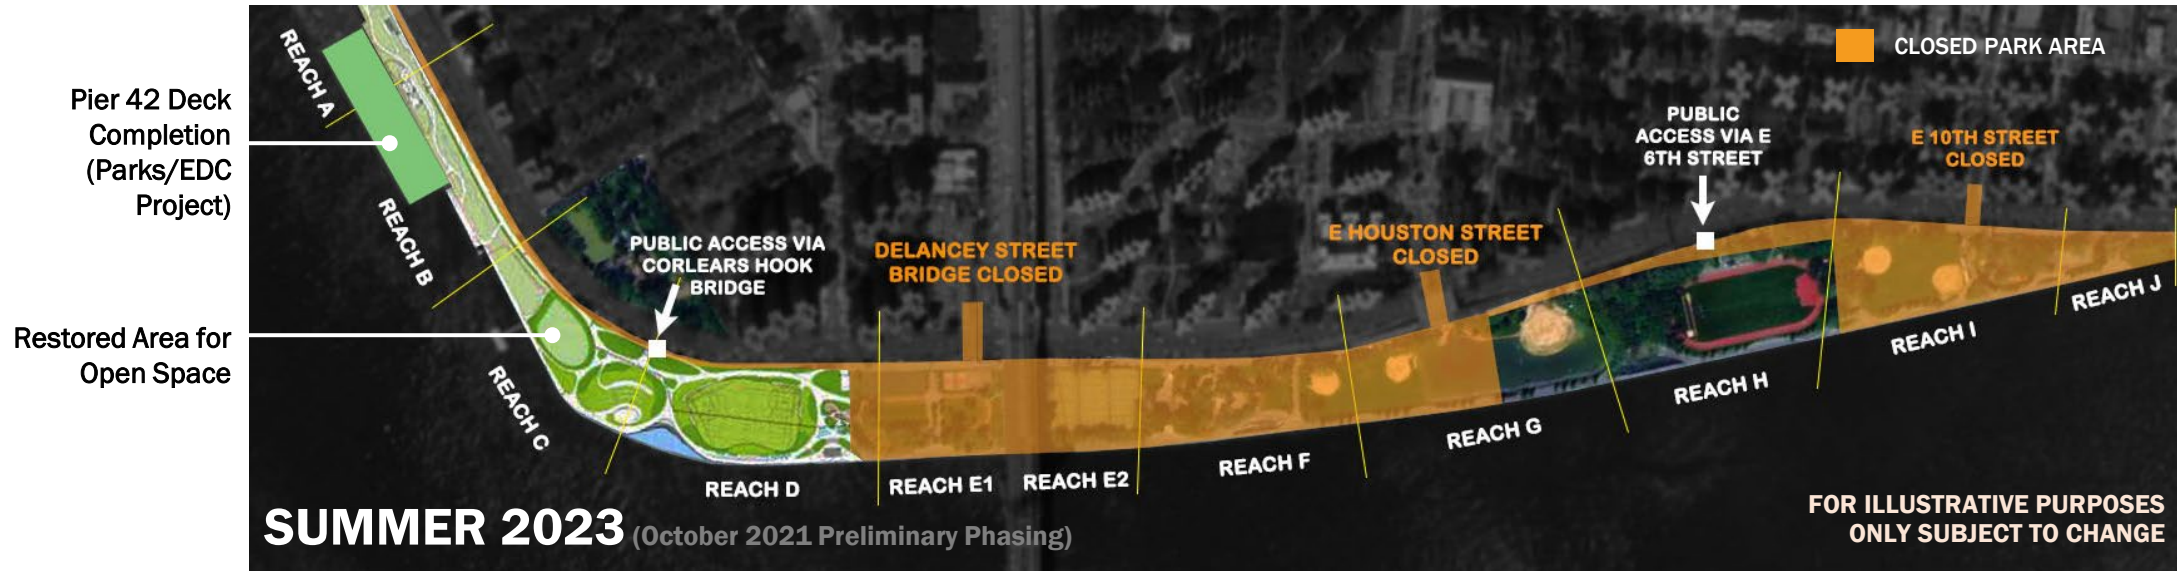 Pier 42 Deck
Completion
(Parks/EDC
Project)
Restored Area for
Open Space
REACH A
REACH B
REACH C
PUBLIC ACCESS VIA
CORLEARS HOOK
BRIDGE
DELANCEY STREET
BRIDGE CLOSED
E HOUSTON STREET
CLOSED
PUBLIC
ACCESS VIA E
6TH STREET
E 10TH STREET
CLOSED
CLOSED PARK AREA
REACH D
REACH E1
REACH E2
REACH F
REACH G
REACH H
REACH I
REACH J
SUMMER 2023 (October 2021 Preliminary Phasing)
FOR ILLUSTRATIVE PURPOSES
ONLY SUBJECT TO CHANGE